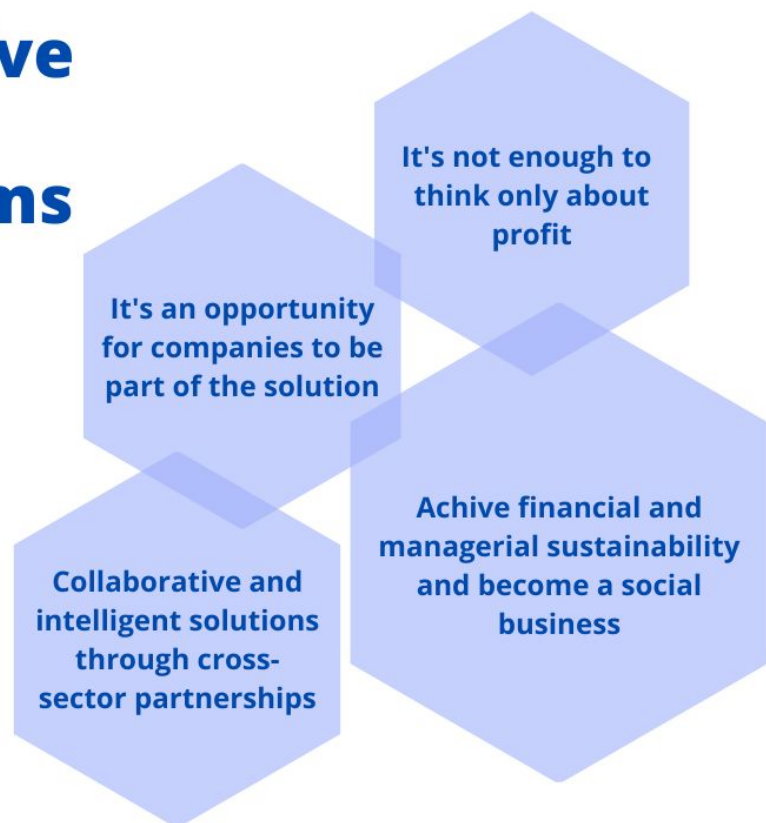 ve
ms
It's not enough to
think only about
profit
It's an opportunity
for companies to be
part of the solution
Achive financial and
managerial sustainability
and become a social
business
Collaborative and
intelligent solutions
through cross-
sector partnerships